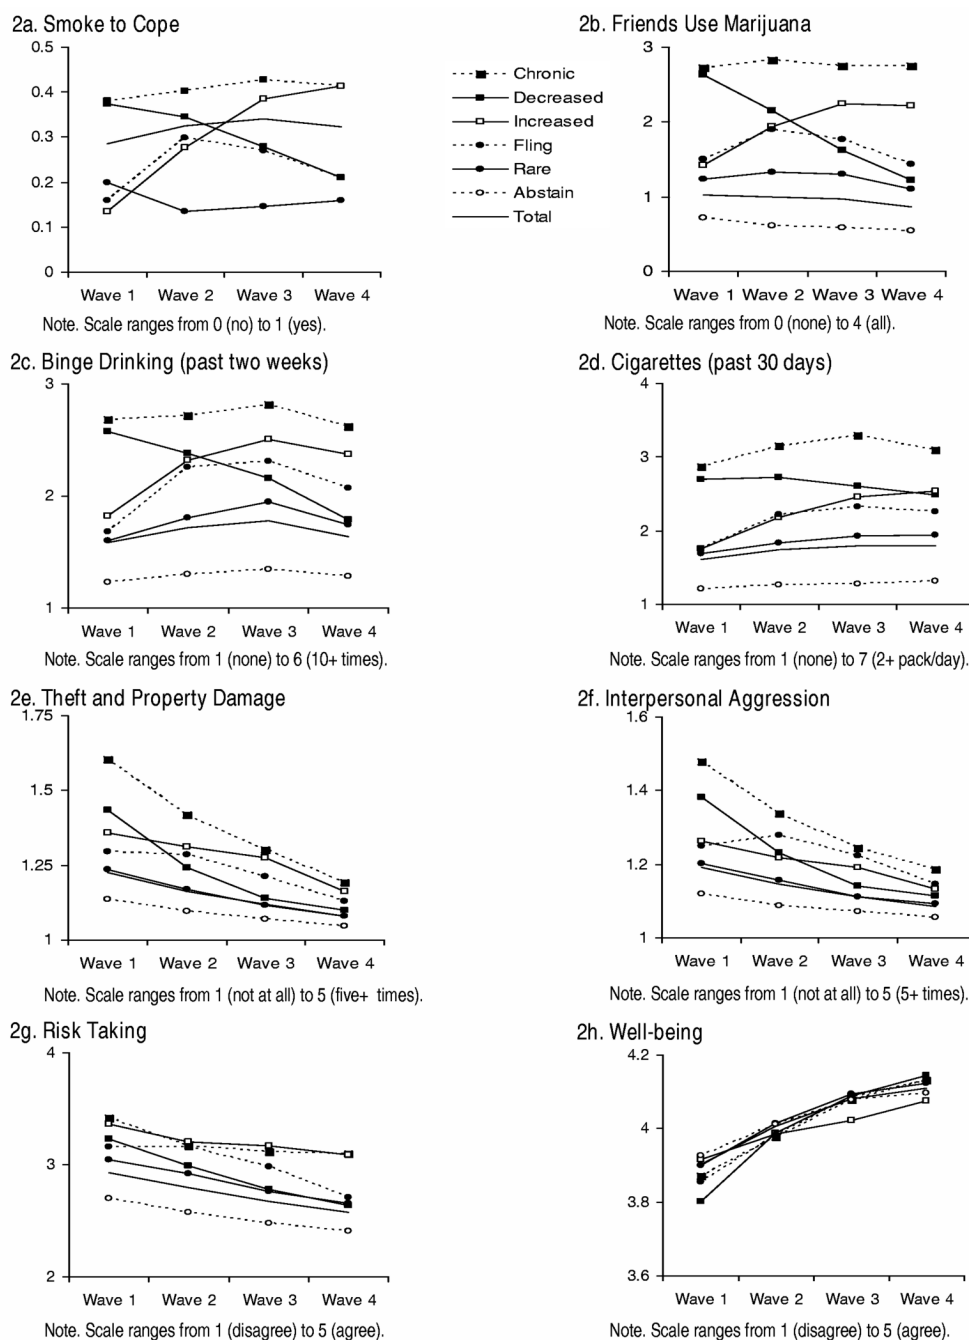 2a. Smoke to Cope
0.5
0.4
0.3
0.2
0.1
0
Wave 1 Wave 2 Wave 3 Wave 4
Note. Scale ranges from 0 (no) to 1 (yes).
Chronic
Decreased
Increased
Fling
Rare
Abstain
Total
2b. Friends Use Marijuana
3
2
1
0
Wave 1 Wave 2 Wave 3 Wave 4
Note. Scale ranges from 0 (none) to 4 (all).
2c. Binge Drinking (past two weeks)
3
2
1
Wave 1 Wave 2 Wave 3 Wave 4
Note. Scale ranges from 1 (none) to 6 (10+ times).
2d. Cigarettes (past 30 days)
4
3
2
1
Wave 1 Wave 2 Wave 3 Wave 4
Note. Scale ranges from 1 (none) to 7 (2+ pack/day).
2e. Theft and Property Damage
1.75
1.5
1.25
1
Wave 1 Wave 2 Wave 3 Wave 4
Note. Scale ranges from 1 (not at all) to 5 (five+ times).
2f. Interpersonal Aggression
1.6
1.4
1.2
1
Wave 1 Wave 2 Wave 3 Wave 4
Note. Scale ranges from 1 (not at all) to 5 (5+ times).
2g. Risk Taking
4
3
2
Wave 1 Wave 2 Wave 3 Wave 4
Note. Scale ranges from 1 (disagree) to 5 (agree).
2h. Well-being
4.2
4
3.8
3.6
Wave 1 Wave 2 Wave 3 Wave 4
Note. Scale ranges from 1 (disagree) to 5 (agree).